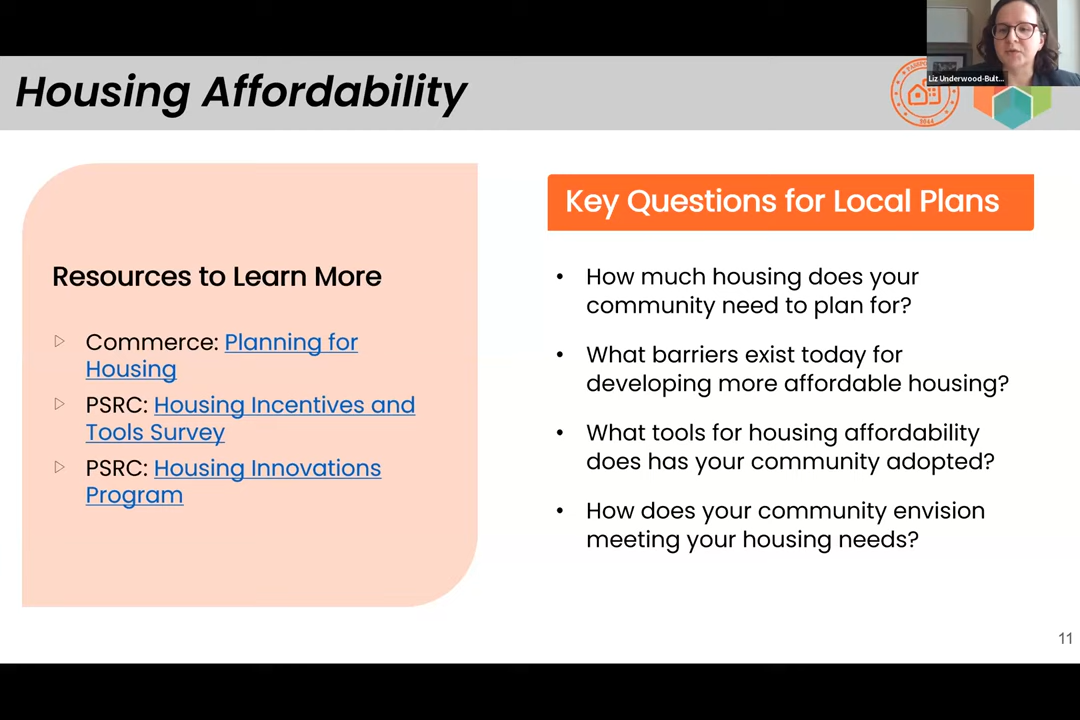 Liz Underwood-Bult...
Housing Affordability
2044
Resources to Learn More
▷ Commerce: Planning for
Housing
▷ PSRC: Housing Incentives and
Tools Survey
▷ PSRC: Housing Innovations
Program
Key Questions for Local Plans
• How much housing does your
community need to plan for?
• What barriers exist today for
developing more affordable housing?
• What tools for housing affordability
does has your community adopted?
• How does your community envision
meeting your housing needs?
11